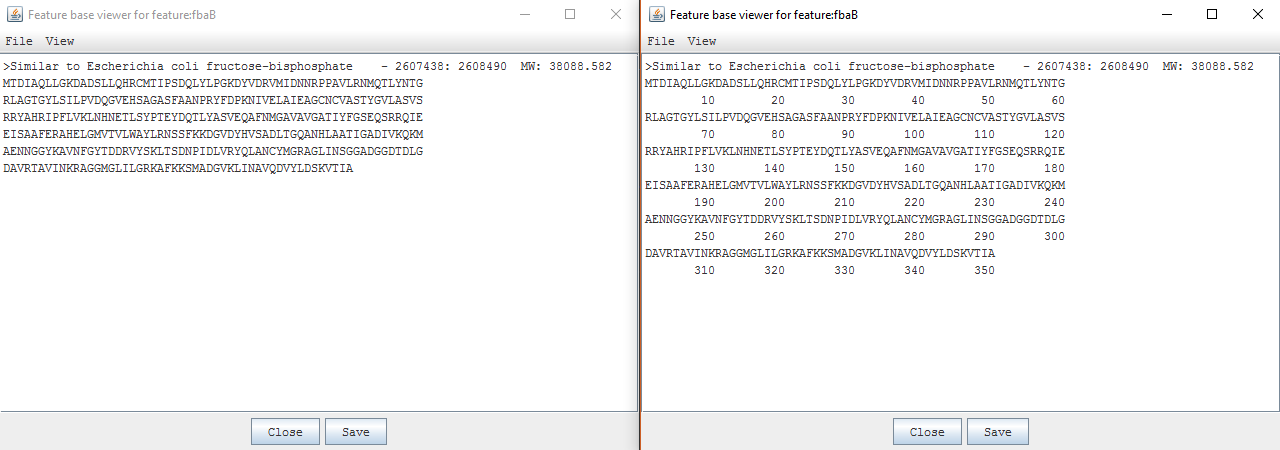 Feature base viewer for feature:fbaB
File View
>Similar to Escherichia coli fructose-bisphosphate - 2607438: 2608490 MW: 38088.582
MTDIAQLLGKDADSLLQHRCMTIPSDQLYLPGKDYVDRVMIDNNRPPAVLRNMQTLYNTG
RLAGTGYLSILPVDQGVEHSAGASFAANPRYFDPKNIVELAIEAGCNCVASTYGVLASVS
RRYAHRIPFLVKLNHNETLSYPTEYDQTLYASVEQAFNMGAVAVGATIYFGSEQSRRQIE
EISAAFERAHELGMVTVLWAYLRNSSFKKDGVDYHVSADLTGQANHLAATIGADIVKQKM
AENNGGYKAVNFGYTDDRVYSKLTSDNPIDLVRYQLANCYMGRAGLINSGGADGGDTDLG
DAVRTAVINKRAGGMGLILGRKAFKKSMADGVKLINAVQDVYLDSKVTIA
Close Save
Feature base viewer for feature:fbaB
File View
>Similar to Escherichia coli fructose-bisphosphate - 2607438: 2608490 MW: 38088.582
MTDIAQLLGKDADSLLQHRCMTIPSDQLYLPGKDYVDRVMIDNNRPPAVLRNMQTLYNTG
10 20 30 40 50 60
RLAGTGYLSILPVDQGVEHSAGASFAANPRYFDPKNIVELAIEAGCNCVASTYGVLASVS
70 80 90 100 110 120
RRYAHRIPFLVKLNHNETLSYPTEYDQTLYASVEQAFNMGAVAVGATIYFGSEQSRRQIE
130 140 150 160 170 180
EISAAFERAHELGMVTVLWAYLRNSSFKKDGVDYHVSADLTGQANHLAATIGADIVKQKM
190 200 210 220 230 240
AENNGGYKAVNFGYTDDRVYSKLTSDNPIDLVRYQLANCYMGRAGLINSGGADGGDTDLG
250 260 270 280 290 300
DAVRTAVINKRAGGMGLILGRKAFKKSMADGVKLINAVQDVYLDSKVTIA
310 320 330 340 350
Close Save